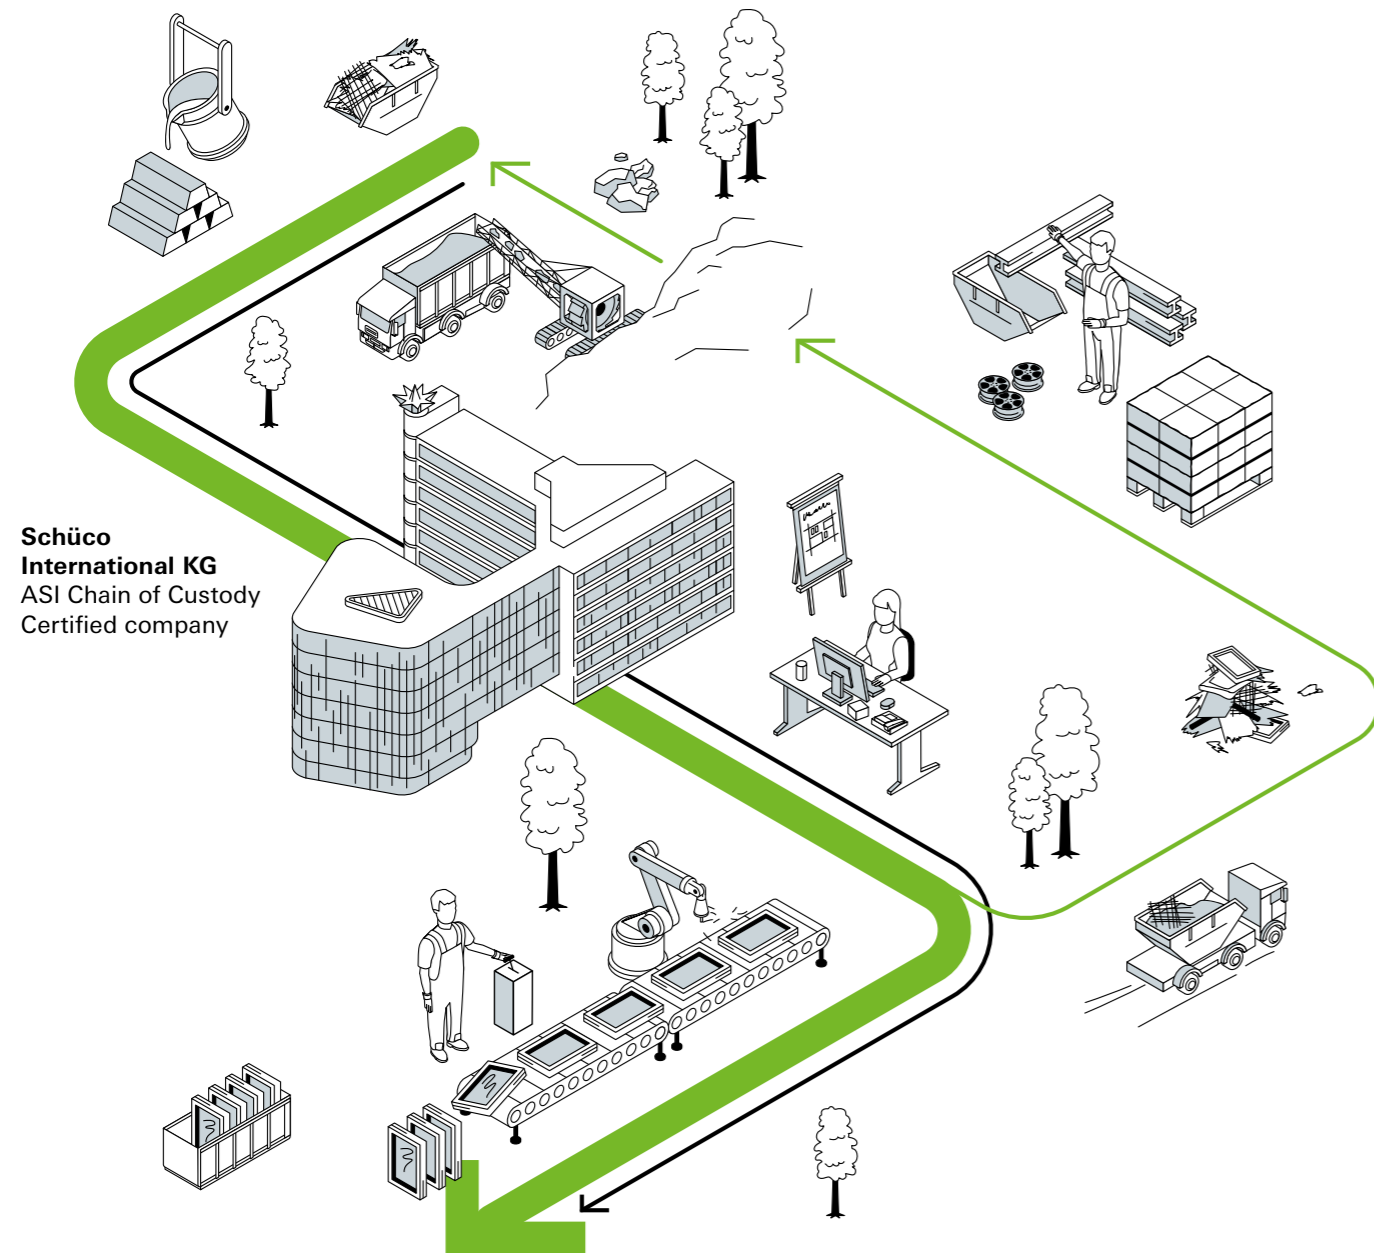 Schüco
International KG
ASI Chain of Custody
Certified company